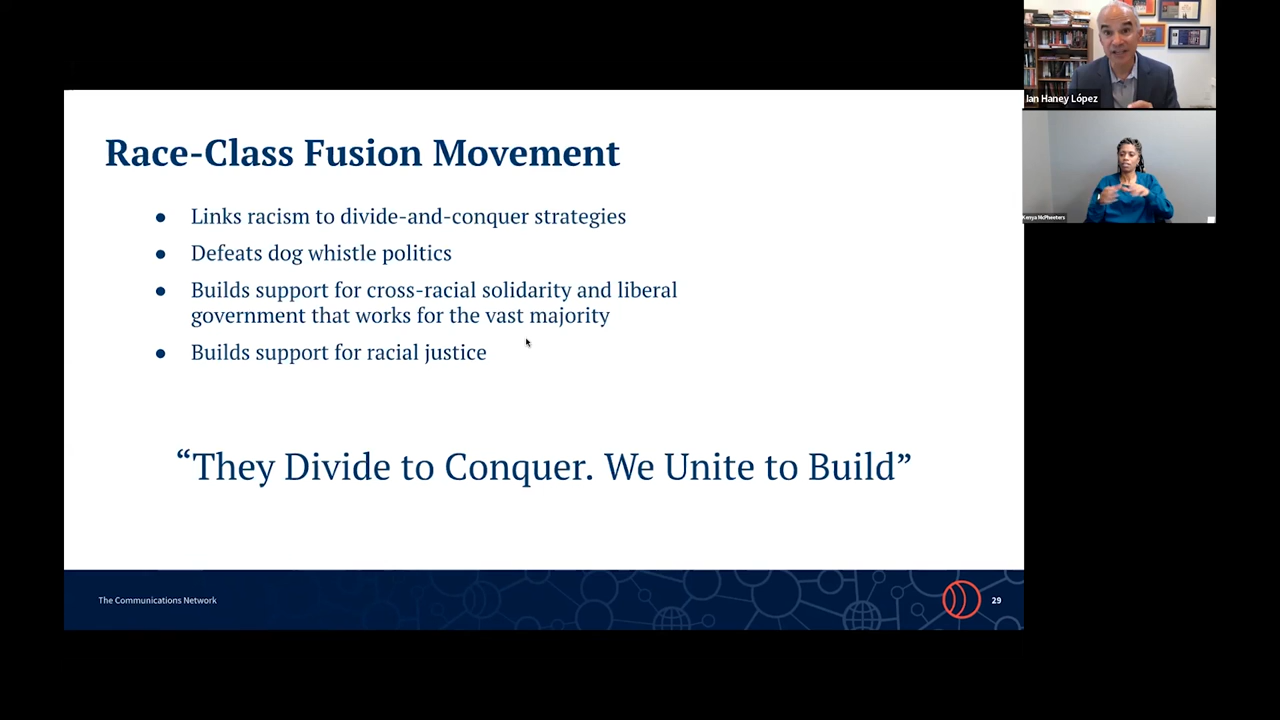 Race-Class Fusion Movement
● Links racism to divide-and-conquer strategies
● Defeats dog whistle politics
● Builds support for cross-racial solidarity and liberal
government that works for the vast majority
● Builds support for racial justice
“They Divide to Conquer. We Unite to Build”
The Communications Network
29
Ian Haney López
Kenya McPheeters